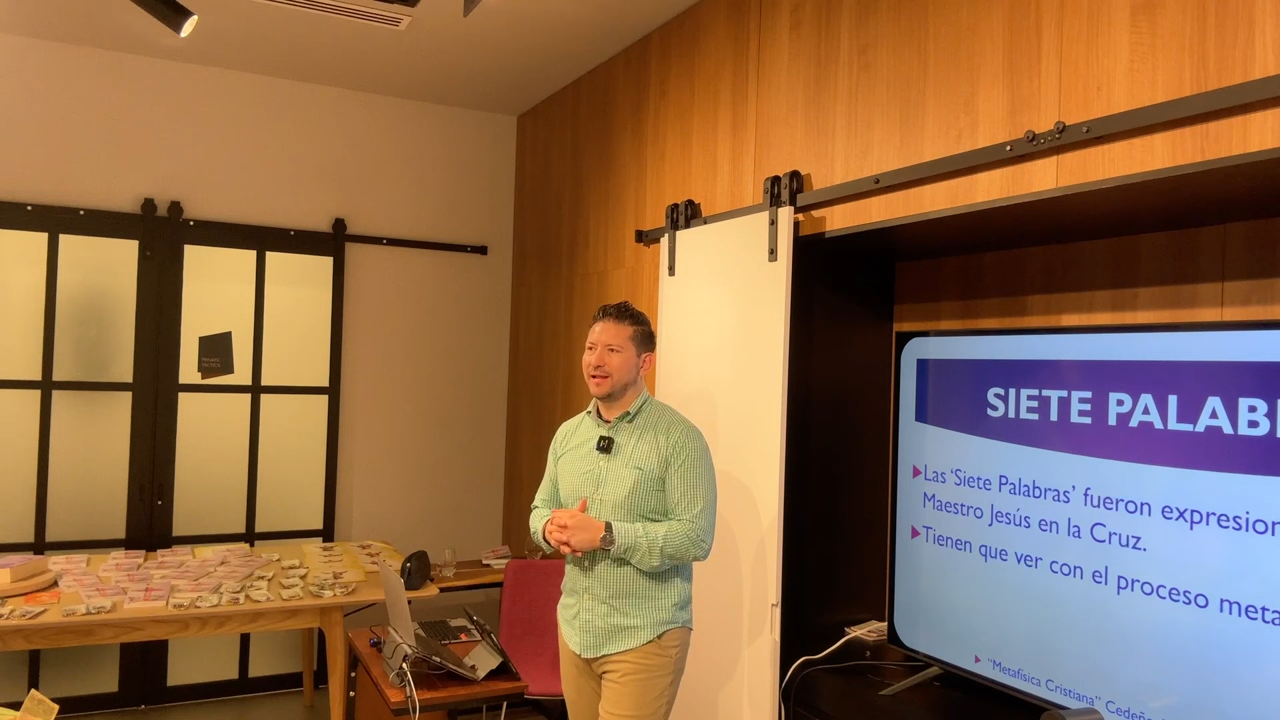 SIETE PALAB
Las ‘Siete Palabras’ fueron expresion
Maestro Jesús en la Cruz.
Tienen que ver con el proceso meta
“Metafísica Cristiana” Cedeño